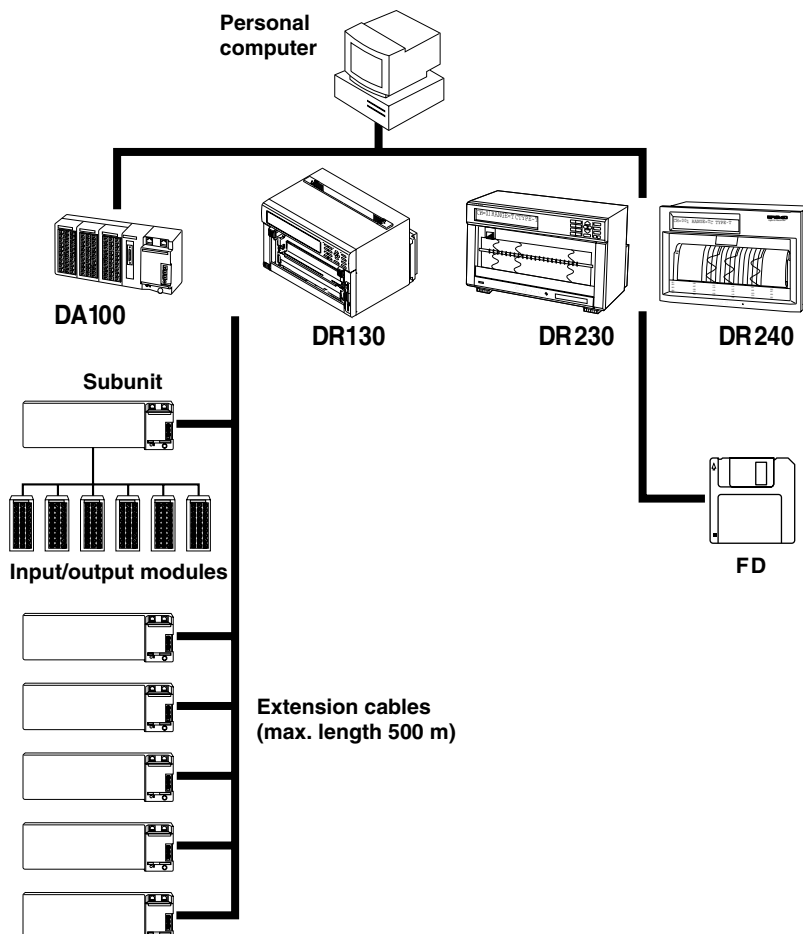 Personal
computer
DA100
DR130
DR230
DR240
Subunit
Input/output modules
FD
Extension cables
(max. length 500 m)